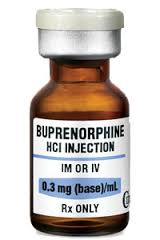 BUPRENORPHINE
HCl INJECTION
IM OR IV
0.3 mg (base)/mL
Rx ONLY